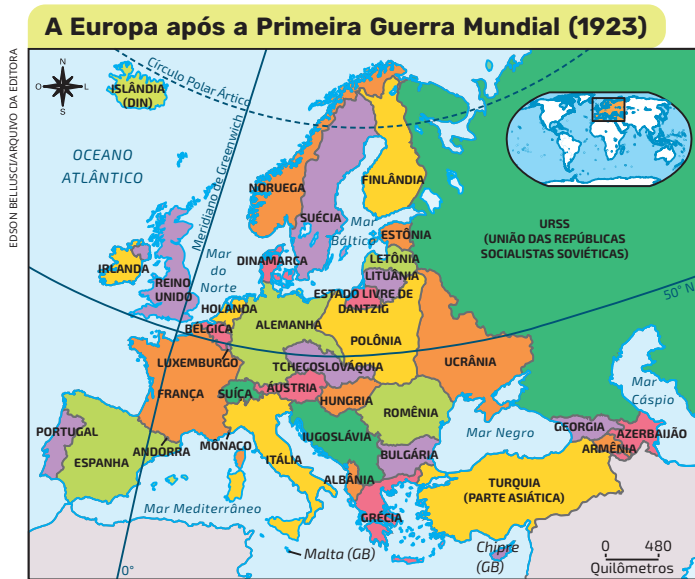 A Europa após a Primeira Guerra Mundial (1923)
EDSON BELLUSCI/ARQUIVO DA EDITORA
N
O
L
S
ISLÂNDIA
(DIN)
Círculo Polar Ártico
OCEANO
ATLÂNTICO
Meridiano de Greenwich
NORUEGA
SUÉCIA
FINLÂNDIA
Mar
Báltico
ESTÔNIA
LETÔNIA
LITUÂNIA
URSS
(UNIÃO DAS REPÚBLICAS
SOCIALISTAS SOVIÉTICAS)
50° N
IRLANDA
REINO
UNIDO
Mar
do
Norte
DINAMARCA
ESTADO LIVRE DE
DANTZIG
HOLANDA
BÉLGICA
ALEMANHA
POLÔNIA
LUXEMBURGO
TCHECOSLOVÁQUIA
UCRÂNIA
FRANÇA
SUÍÇA
ÁUSTRIA
HUNGRIA
ROMÊNIA
Mar
Cáspio
PORTUGAL
ESPANHA
ANDORRA
MONACO
ITÁLIA
IUGOSLÁVIA
BULGÁRIA
Mar Negro
GEORGIA
AZERBAIJÃO
ARMÊNIA
ALBÂNIA
GRÉCIA
TURQUIA
(PARTE ASIÁTICA)
Mar Mediterrâneo
Malta (GB)
Chipre
(GB)
0°
0 480
Quilômetros